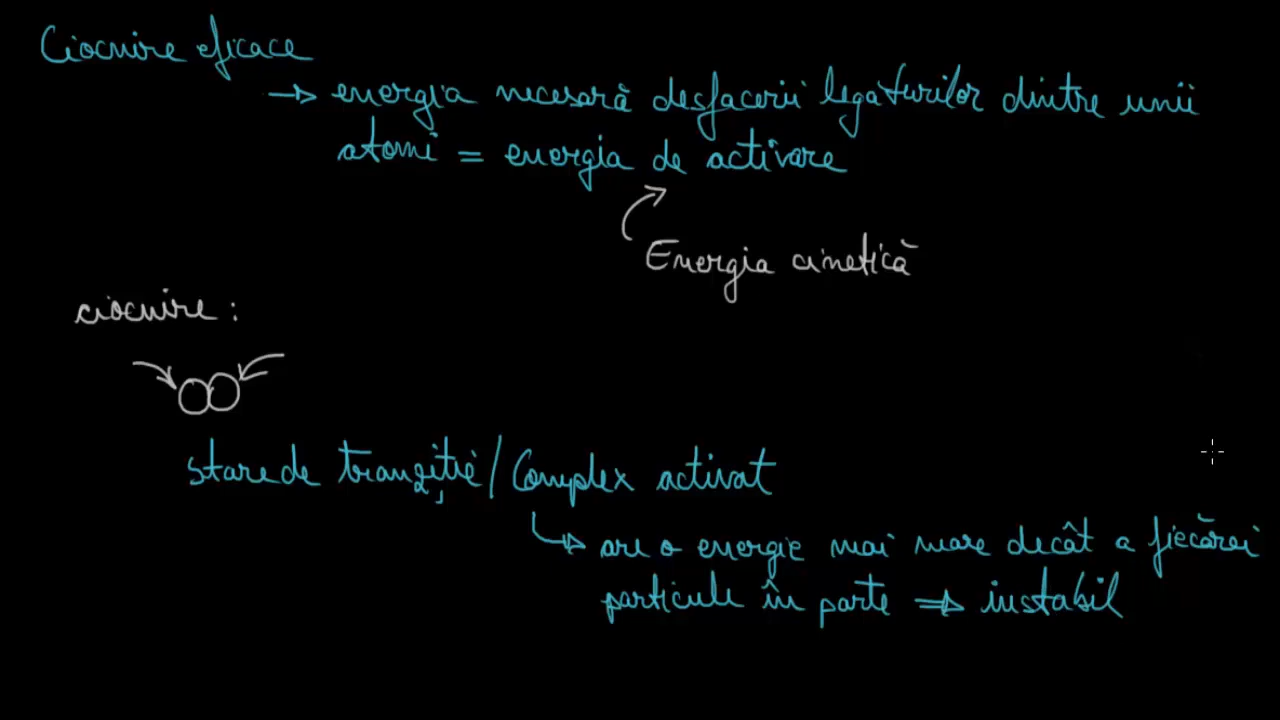 Ciocnire eficace
→ energia necesară desfacerii legăturilor dintre unii
atomi = energia de activare
Energia cinetică
ciocnire :
stare de tranziție / Complex activat
are o energie mai mare decât a fiecărei
particule în parte ⇒ instabil